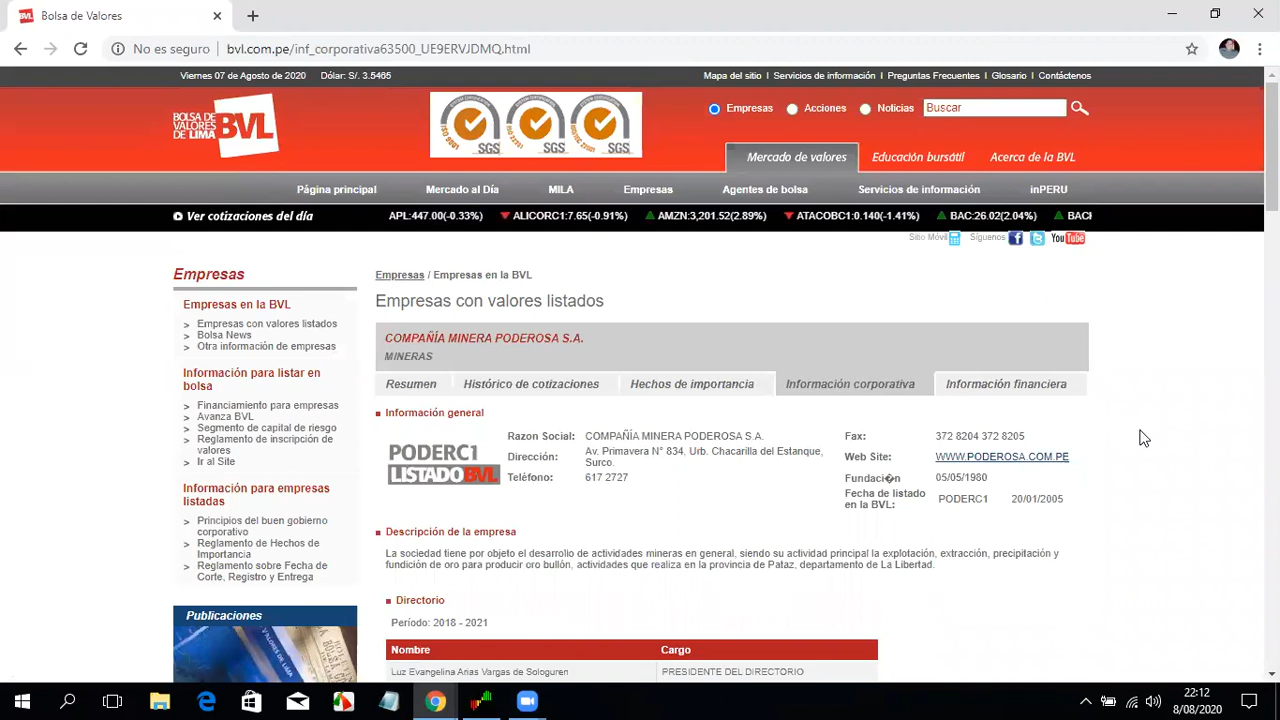 Bolsa de Valores
No es seguro bvl.com.pe/inf_corporativa63500_UE9ERVJDMQ.html
Viernes 07 de Agosto de 2020 Dólar: S/. 3.5465 Mapa del sitio | Servicios de información | Preguntas Frecuentes | Glosario | Contáctenos
BOLSA DE VALORES DE LIMA BVL
SGS SGS SGS
Empresas Acciones Noticias Buscar
Mercado de valores Educación bursátil Acerca de la BVL
Página principal Mercado al Día MILA Empresas Agentes de bolsa Servicios de información inPERU
Ver cotizaciones del día APL:447.00(-0.33%) ALICORC1:7.65(-0.91%) AMZN:3,201.52(2.89%) ATACOBC1:0.140(-1.41%) BAC:26.02(2.04%) BACI
Sitio Móvil Síguenos YouTube
Empresas
Empresas en la BVL
> Empresas con valores listados
> Bolsa News
> Otra información de empresas
Información para listar en
bolsa
> Financiamiento para empresas
> Avanza BVL
> Segmento de capital de riesgo
> Reglamento de inscripción de
valores
> Ir al Site
Información para empresas
listadas
> Principios del buen gobierno
corporativo
> Reglamento de Hechos de
Importancia
> Reglamento sobre Fecha de
Corte, Registro y Entrega
Publicaciones
Empresas / Empresas en la BVL
Empresas con valores listados
COMPAÑÍA MINERA PODEROSA S.A.
MINERAS
Resumen Histórico de cotizaciones Hechos de importancia Información corporativa Información financiera
Información general
PODERC1
LISTADO BVL
Razon Social: COMPAÑÍA MINERA PODEROSA S.A.
Dirección: Av. Primavera N° 834, Urb. Chacarilla del Estanque,
Surco.
Teléfono: 617 2727
Fax: 372 8204 372 8205
Web Site: WWW.PODEROSA.COM.PE
Fundaci�n 05/05/1980
Fecha de listado
en la BVL: PODERC1 20/01/2005
Descripción de la empresa
La sociedad tiene por objeto el desarrollo de actividades mineras en general, siendo su actividad principal la explotación, extracción, precipitación y
fundición de oro para producir oro bullón, actividades que realiza en la provincia de Pataz, departamento de La Libertad.
Directorio
Período: 2018 - 2021
Nombre Cargo
Luz Evangelina Arias Vargas de Sologuren PRESIDENTE DEL DIRECTORIO
22:12
8/08/2020